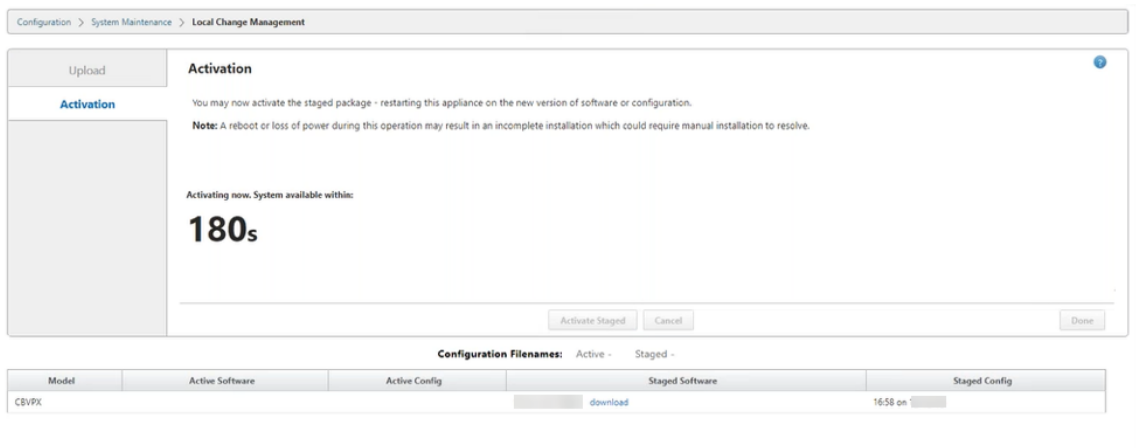 Configuration > System Maintenance > Local Change Management
Upload
Activation
Activation
?
You may now activate the staged package - restarting this appliance on the new version of software or configuration.
Note: A reboot or loss of power during this operation may result in an incomplete installation which could require manual installation to resolve.
Activating now. System available within:
180s
Activate Staged Cancel Done
Configuration Filenames: Active - Staged -
Model Active Software Active Config Staged Software Staged Config
CBVPX download 16:58 on